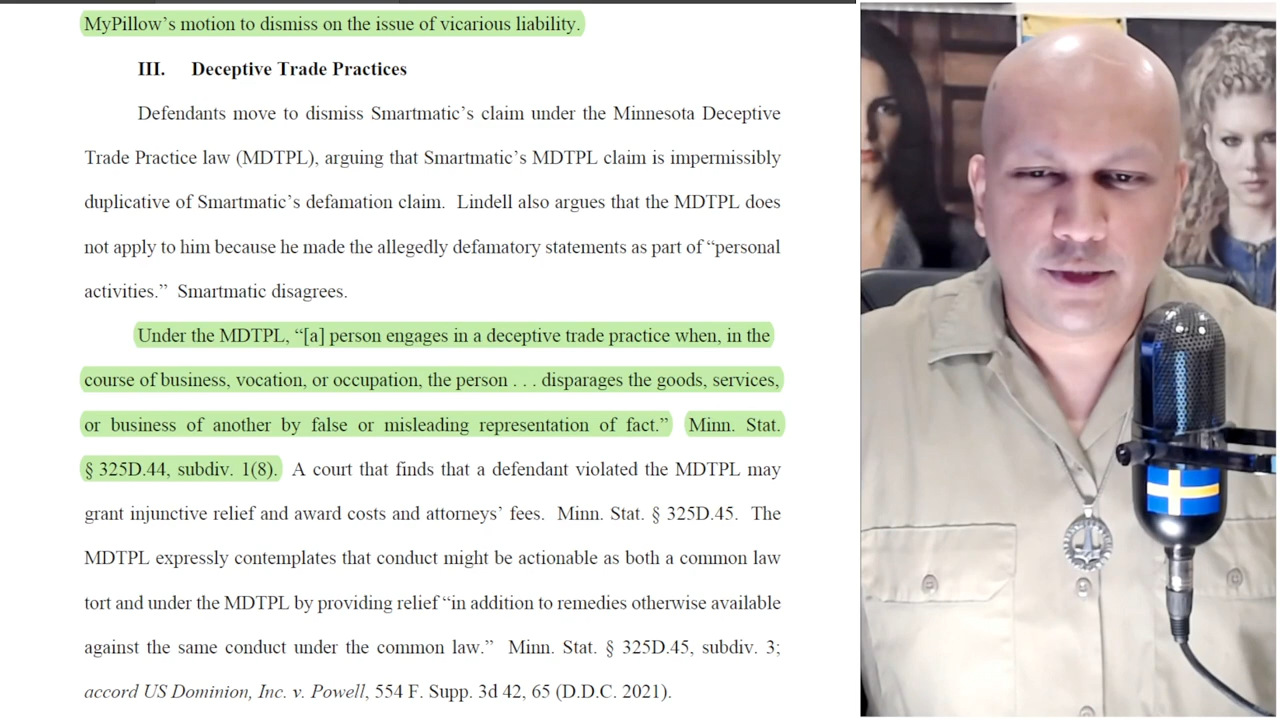 MyPillow’s motion to dismiss on the issue of vicarious liability.
III. Deceptive Trade Practices
Defendants move to dismiss Smartmatic’s claim under the Minnesota Deceptive
Trade Practice law (MDTPL), arguing that Smartmatic’s MDTPL claim is impermissibly
duplicative of Smartmatic’s defamation claim. Lindell also argues that the MDTPL does
not apply to him because he made the allegedly defamatory statements as part of “personal
activities.” Smartmatic disagrees.
Under the MDTPL, “[a] person engages in a deceptive trade practice when, in the
course of business, vocation, or occupation, the person . . . disparages the goods, services,
or business of another by false or misleading representation of fact.” Minn. Stat.
§ 325D.44, subdiv. 1(8). A court that finds that a defendant violated the MDTPL may
grant injunctive relief and award costs and attorneys’ fees. Minn. Stat. § 325D.45. The
MDTPL expressly contemplates that conduct might be actionable as both a common law
tort and under the MDTPL by providing relief “in addition to remedies otherwise available
against the same conduct under the common law.” Minn. Stat. § 325D.45, subdiv. 3;
accord US Dominion, Inc. v. Powell, 554 F. Supp. 3d 42, 65 (D.D.C. 2021).